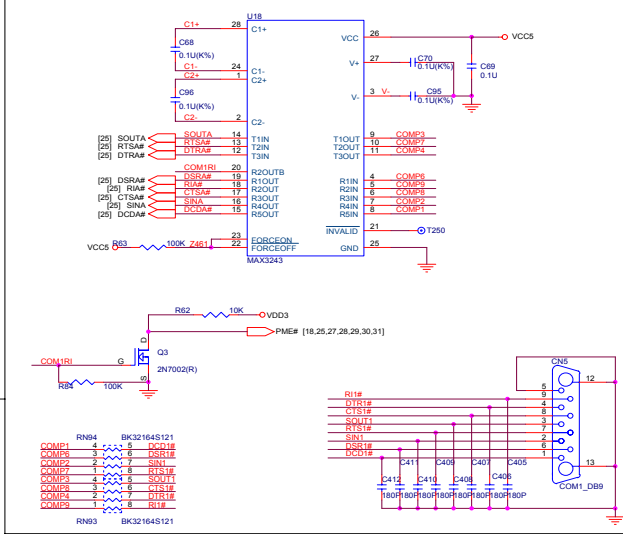 U18
C1+ 28 C1+ VCC 26 VCC5
C68
0.1U(K%)
C1- 24 C1-
C2+ 1 C2+
V+ 27 C70
0.1U(K%)
C69
0.1U
C96
0.1U(K%)
V- 3 V- C95
0.1U(K%)
C2- 2 C2-
[25] SOUTA SOUTA 14 T1IN T1OUT 9 COMP3
[25] RTSA# RTSA# 13 T2IN T2OUT 10 COMP7
[25] DTRA# DTRA# 12 T3IN T3OUT 11 COMP4
COM1RI 20 R2OUTB
[25] DSRA# DSRA# 19 R1OUT R1IN 4 COMP6
[25] RIA# RIA# 18 R2OUT R2IN 5 COMP9
[25] CTSA# CTSA# 17 R3OUT R3IN 6 COMP8
[25] SINA SINA 16 R4OUT R4IN 7 COMP2
[25] DCDA# DCDA# 15 R5OUT R5IN 8 COMP1
INVALID 21 T250
VCC5 R63 100K Z461 23 FORCEON
22 FORCEOFF GND 25
MAX3243
R62 10K VDD3
PME# [18,25,27,28,29,30,31]
D
Q3
COM1RI G
2N7002(R)
S
R84 100K
CN5
12
5
RI1# 9
DTR1# 4
CTS1# 8
SOUT1 3
RTS1# 7
SIN1 2
DSR1# 6
DCD1# 1
13
COM1_DB9
C411 C409 C407 C405
C412 C410 C408 C406
180P 180P 180P 180P 180P 180P 180P 180P
RN94 BK32164S121
COMP1 4 5 DCD1#
COMP6 3 6 DSR1#
COMP2 2 7 SIN1
COMP7 1 8 RTS1#
COMP3 4 5 SOUT1
COMP8 3 6 CTS1#
COMP4 2 7 DTR1#
COMP9 1 8 RI1#
RN93 BK32164S121